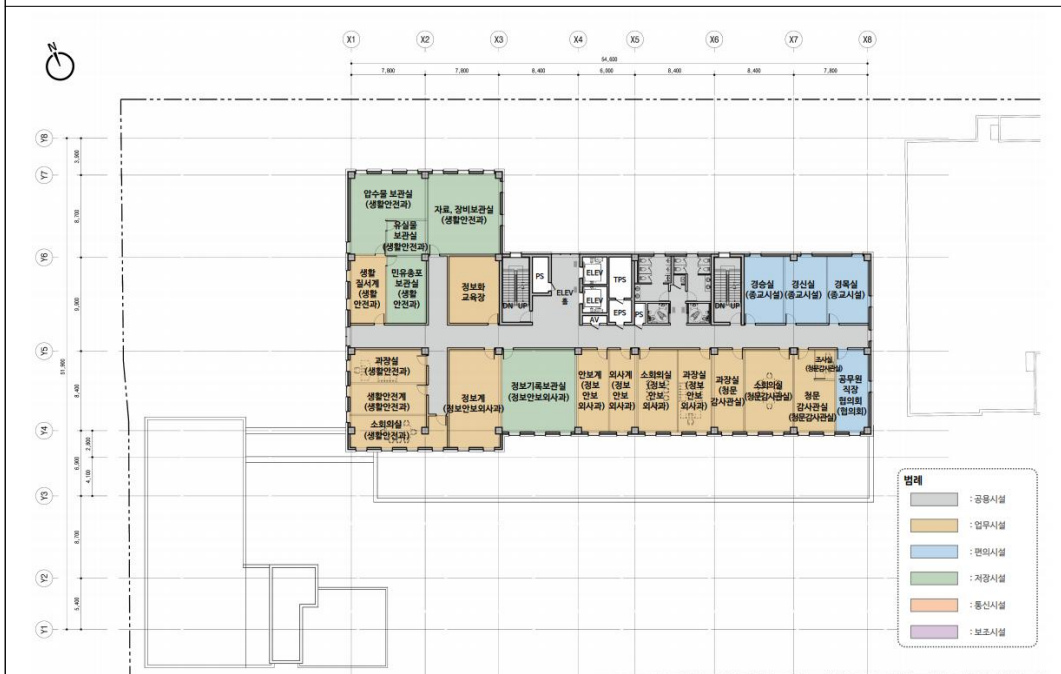 N
X1 X2 X3 X4 X5 X6 X7 X8
54,600
7,800 7,800 8,400 6,000 8,400 8,400 7,800
Y8
Y7
Y6
Y5
Y4
Y3
Y2
Y1
51,900
3,900
8,700
9,900
8,400
2,800
6,900
4,100
8,700
5,400
압수물 보관실
(생활안전과)
유실물
보관실
(생활안전과)
자료, 장비보관실
(생활안전과)
생활
질서계
(생활
안전과)
민유총포
보관실
(생활
안전과)
정보화
교육장
DN UP
PS
ELEV
홀
ELEV
ELEV
AV
TPS
EPS
PS
DN UP
경승실
(종교시설)
경신실
(종교시설)
경목실
(종교시설)
과장실
(생활안전과)
생활안전계
(생활안전과)
소회의실
(생활안전과)
정보계
(정보안보외사과)
정보기록보관실
(정보안보외사과)
안보계
(정보
안보
외사과)
외사계
(정보
안보
외사과)
소회의실
(정보
안보
외사과)
과장실
(정보
안보
외사과)
과장실
(청문
감사관실)
소회의실
(청문감사관실)
조사실
(청문감사관실)
청문
감사관실
(청문감사관실)
공무원
직장
협의회
(협의회)
범례
: 공용시설
: 업무시설
: 편의시설
: 저장시설
: 통신시설
: 보조시설